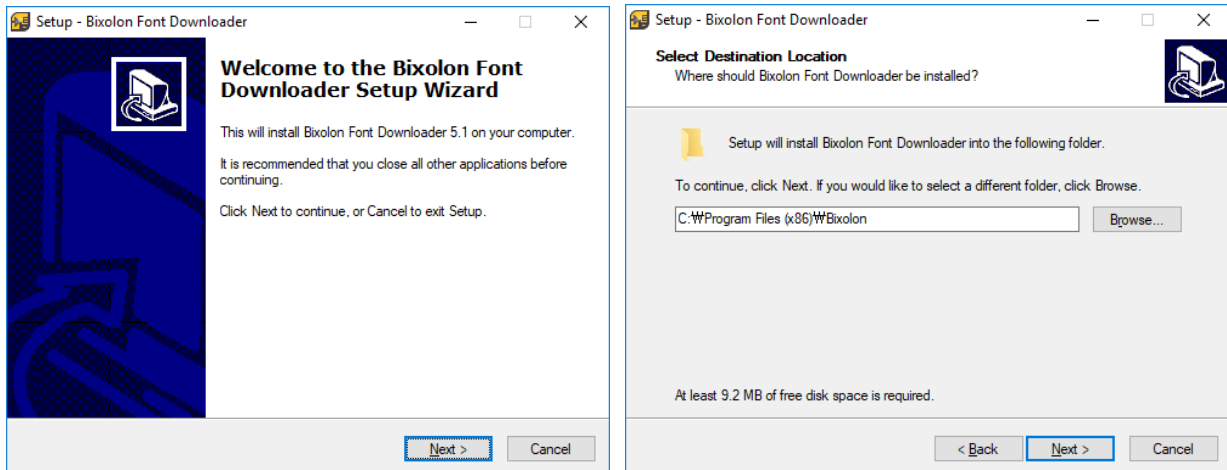 Setup - Bixolon Font Downloader
Welcome to the Bixolon Font
Downloader Setup Wizard
This will install Bixolon Font Downloader 5.1 on your computer.
It is recommended that you close all other applications before
continuing.
Click Next to continue, or Cancel to exit Setup.
Next >
Cancel
Setup - Bixolon Font Downloader
Select Destination Location
Where should Bixolon Font Downloader be installed?
Setup will install Bixolon Font Downloader into the following folder.
To continue, click Next. If you would like to select a different folder, click Browse.
C:₩Program Files (x86)₩Bixolon
Browse...
At least 9.2 MB of free disk space is required.
< Back
Next >
Cancel